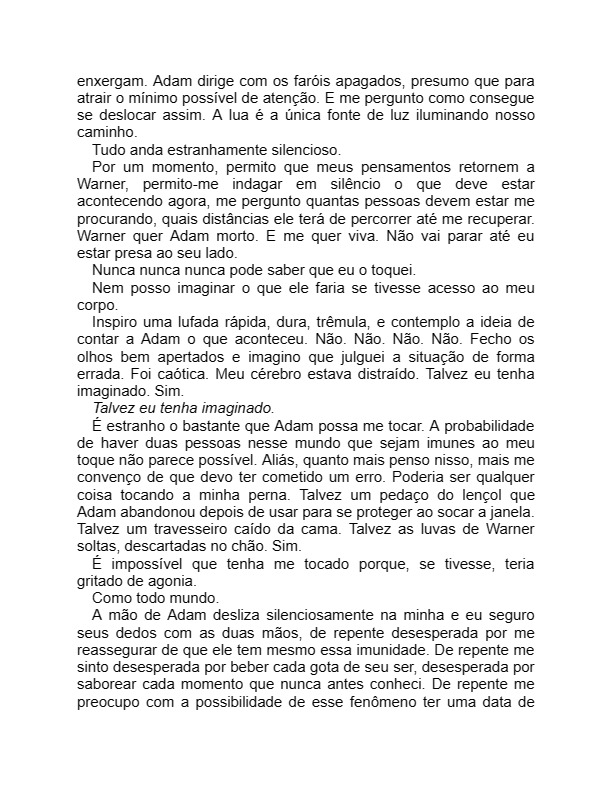 enxergam. Adam dirige com os faróis apagados, presumo que para
atrair o mínimo possível de atenção. E me pergunto como consegue
se deslocar assim. A lua é a única fonte de luz iluminando nosso
caminho.
Tudo anda estranhamente silencioso.
Por um momento, permito que meus pensamentos retornem a
Warner, permito-me indagar em silêncio o que deve estar
acontecendo agora, me pergunto quantas pessoas devem estar me
procurando, quais distâncias ele terá de percorrer até me recuperar.
Warner quer Adam morto. E me quer viva. Não vai parar até eu
estar presa ao seu lado.
Nunca nunca nunca pode saber que eu o toquei.
Nem posso imaginar o que ele faria se tivesse acesso ao meu
corpo.
Inspiro uma lufada rápida, dura, trêmula, e contemplo a ideia de
contar a Adam o que aconteceu. Não. Não. Não. Não. Fecho os
olhos bem apertados e imagino que julguei a situação de forma
errada. Foi caótica. Meu cérebro estava distraído. Talvez eu tenha
imaginado. Sim.
Talvez eu tenha imaginado.
É estranho o bastante que Adam possa me tocar. A probabilidade
de haver duas pessoas nesse mundo que sejam imunes ao meu
toque não parece possível. Aliás, quanto mais penso nisso, mais me
convenço de que devo ter cometido um erro. Poderia ser qualquer
coisa tocando a minha perna. Talvez um pedaço do lençol que
Adam abandonou depois de usar para se proteger ao socar a janela.
Talvez um travesseiro caído da cama. Talvez as luvas de Warner
soltas, descartadas no chão. Sim.
É impossível que tenha me tocado porque, se tivesse, teria
gritado de agonia.
Como todo mundo.
A mão de Adam desliza silenciosamente na minha e eu seguro
seus dedos com as duas mãos, de repente desesperada por me
reassegurar de que ele tem mesmo essa imunidade. De repente me
sinto desesperada por beber cada gota de seu ser, desesperada por
saborear cada momento que nunca antes conheci. De repente me
preocupo com a possibilidade de esse fenômeno ter uma data de